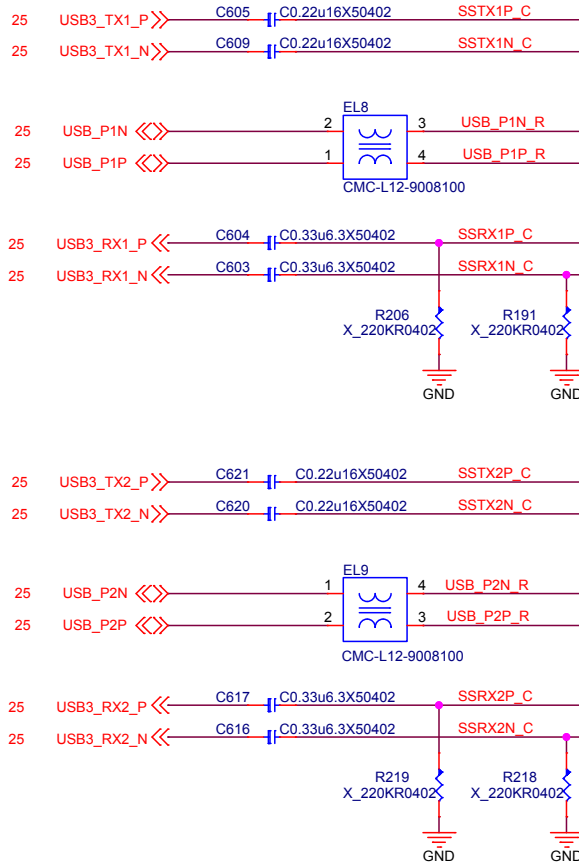 25 USB3_TX1_P C605 C0.22u16X50402 SSTX1P_C
25 USB3_TX1_N C609 C0.22u16X50402 SSTX1N_C
EL8
25 USB_P1N 2 3 USB_P1N_R
25 USB_P1P 1 4 USB_P1P_R
CMC-L12-9008100
25 USB3_RX1_P C604 C0.33u6.3X50402 SSRX1P_C
25 USB3_RX1_N C603 C0.33u6.3X50402 SSRX1N_C
R206 R191
X_220KR0402 X_220KR0402
GND GND
25 USB3_TX2_P C621 C0.22u16X50402 SSTX2P_C
25 USB3_TX2_N C620 C0.22u16X50402 SSTX2N_C
EL9
25 USB_P2N 1 4 USB_P2N_R
25 USB_P2P 2 3 USB_P2P_R
CMC-L12-9008100
25 USB3_RX2_P C617 C0.33u6.3X50402 SSRX2P_C
25 USB3_RX2_N C616 C0.33u6.3X50402 SSRX2N_C
R219 R218
X_220KR0402 X_220KR0402
GND GND